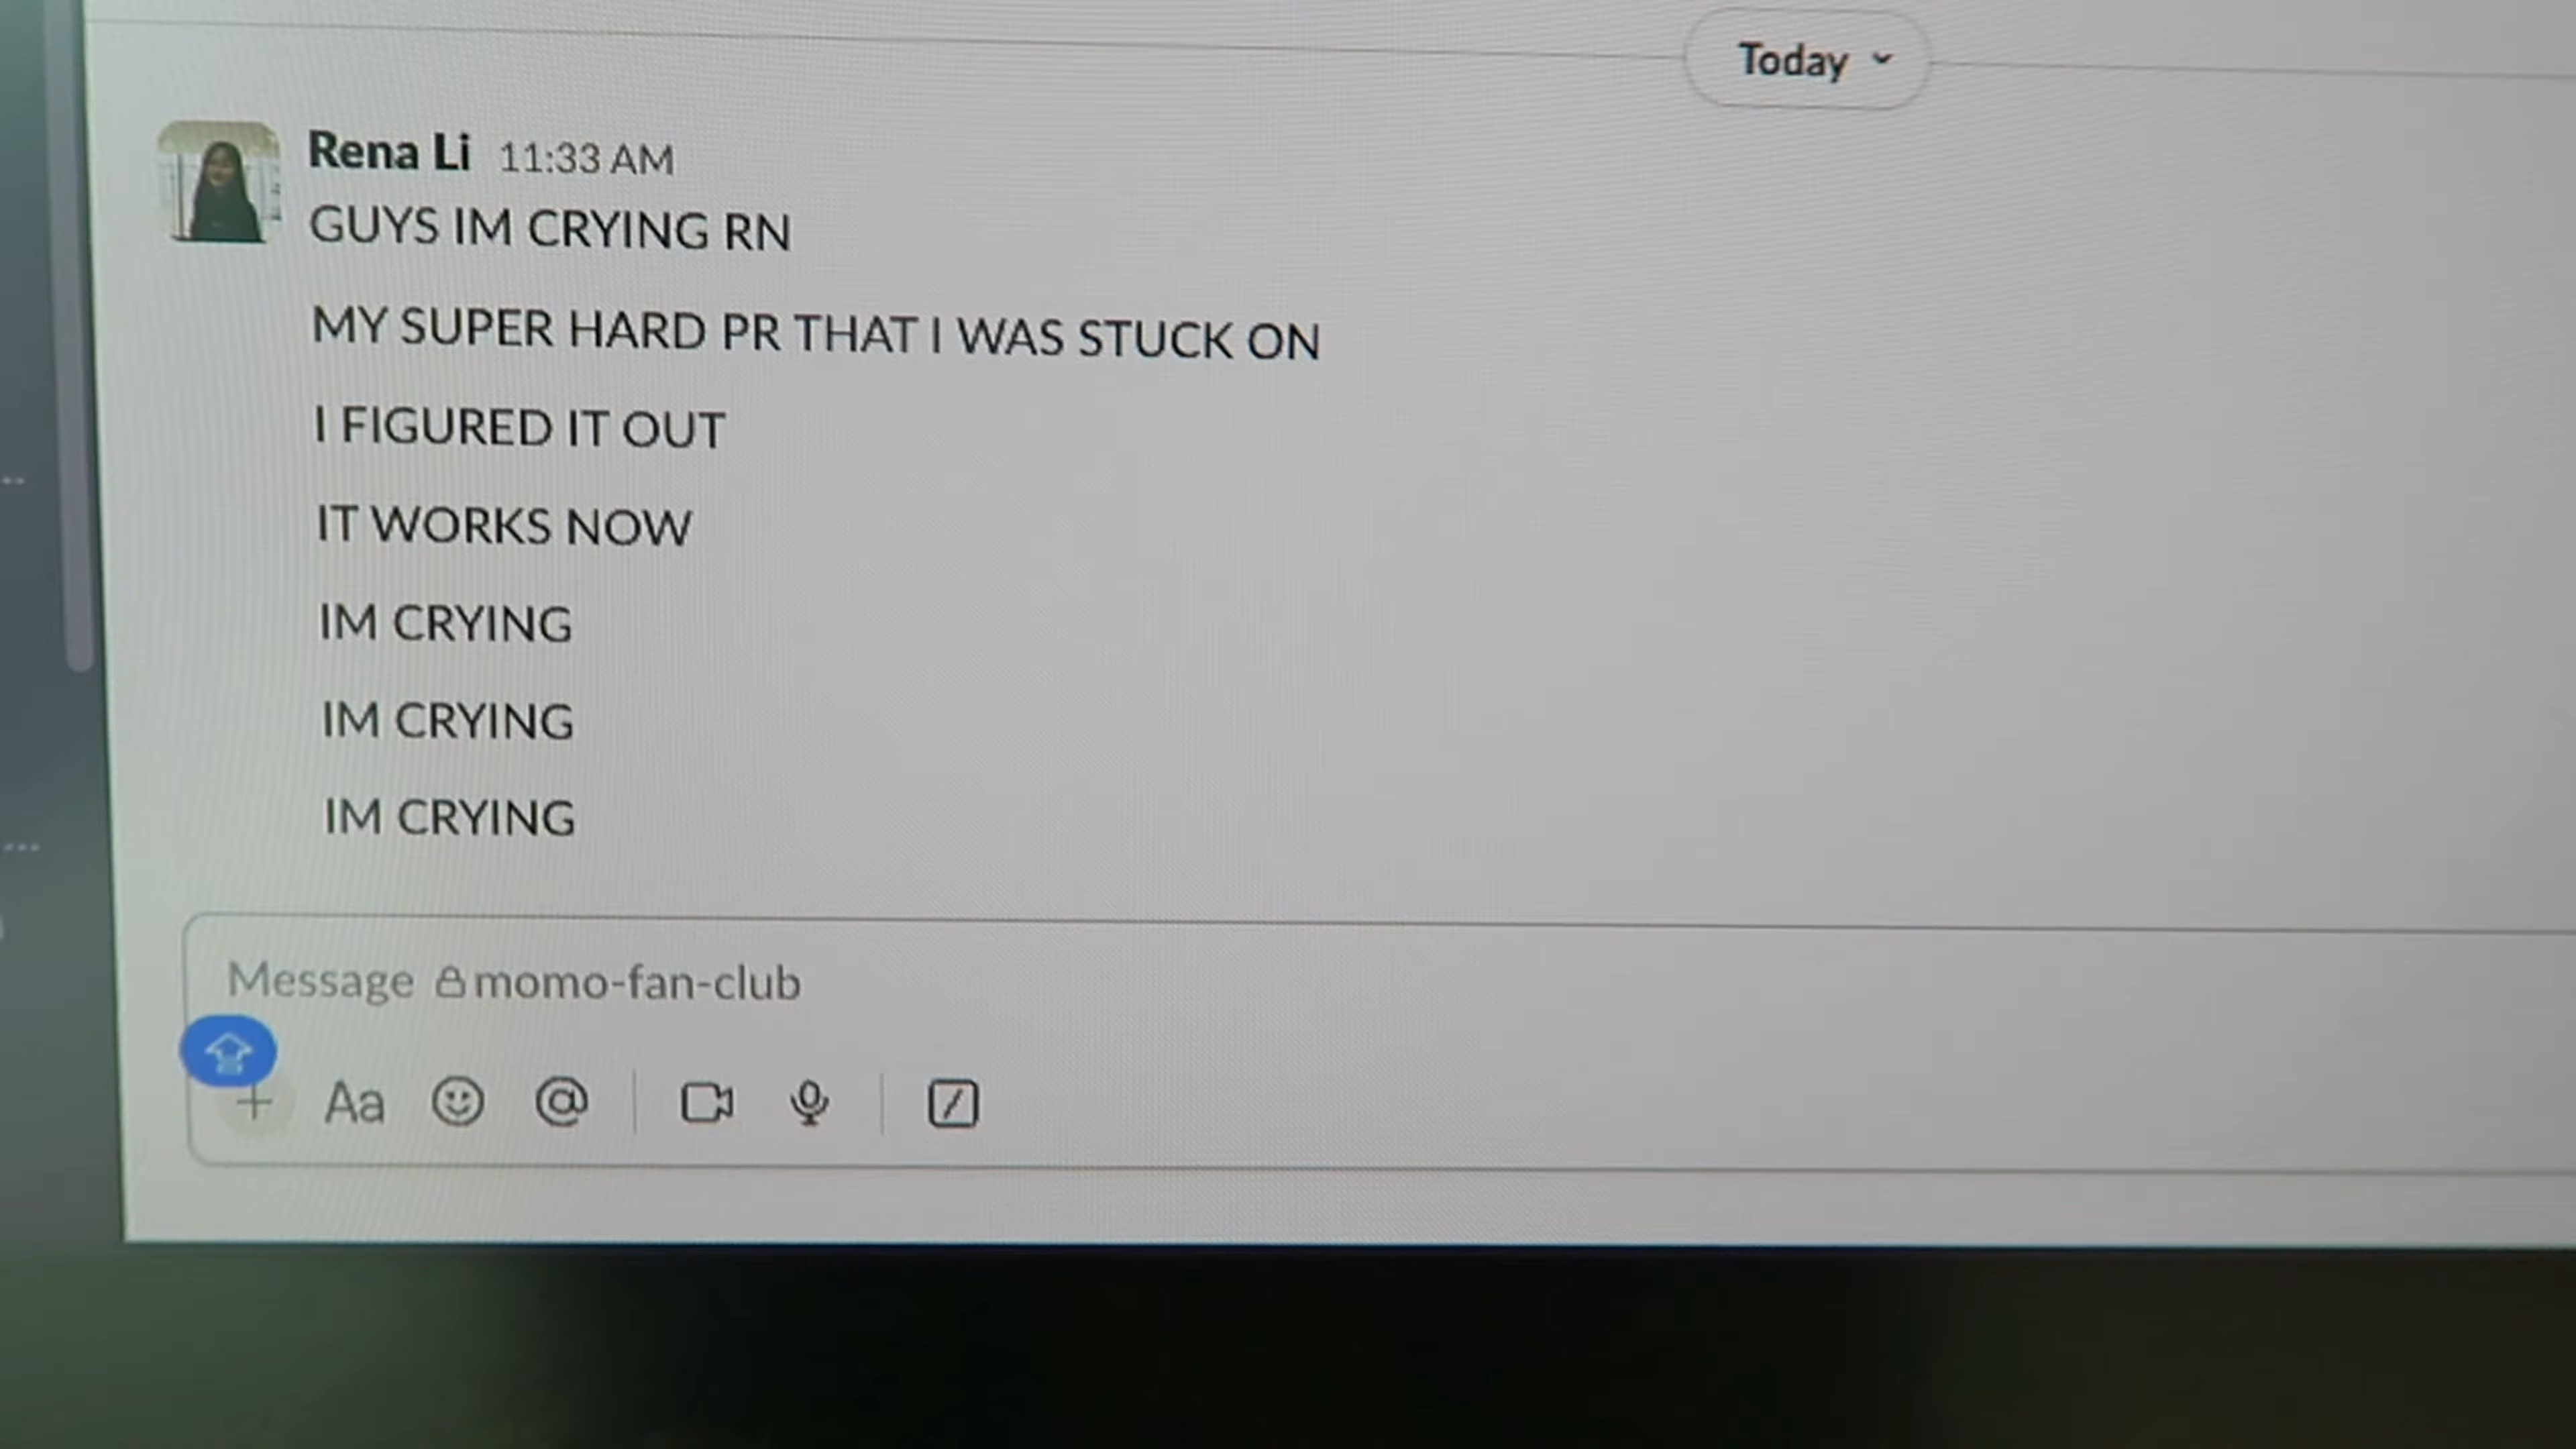 Today
Rena Li 11:33 AM
GUYS IM CRYING RN
MY SUPER HARD PR THAT I WAS STUCK ON
I FIGURED IT OUT
IT WORKS NOW
IM CRYING
IM CRYING
IM CRYING
Message momo-fan-club
Aa @